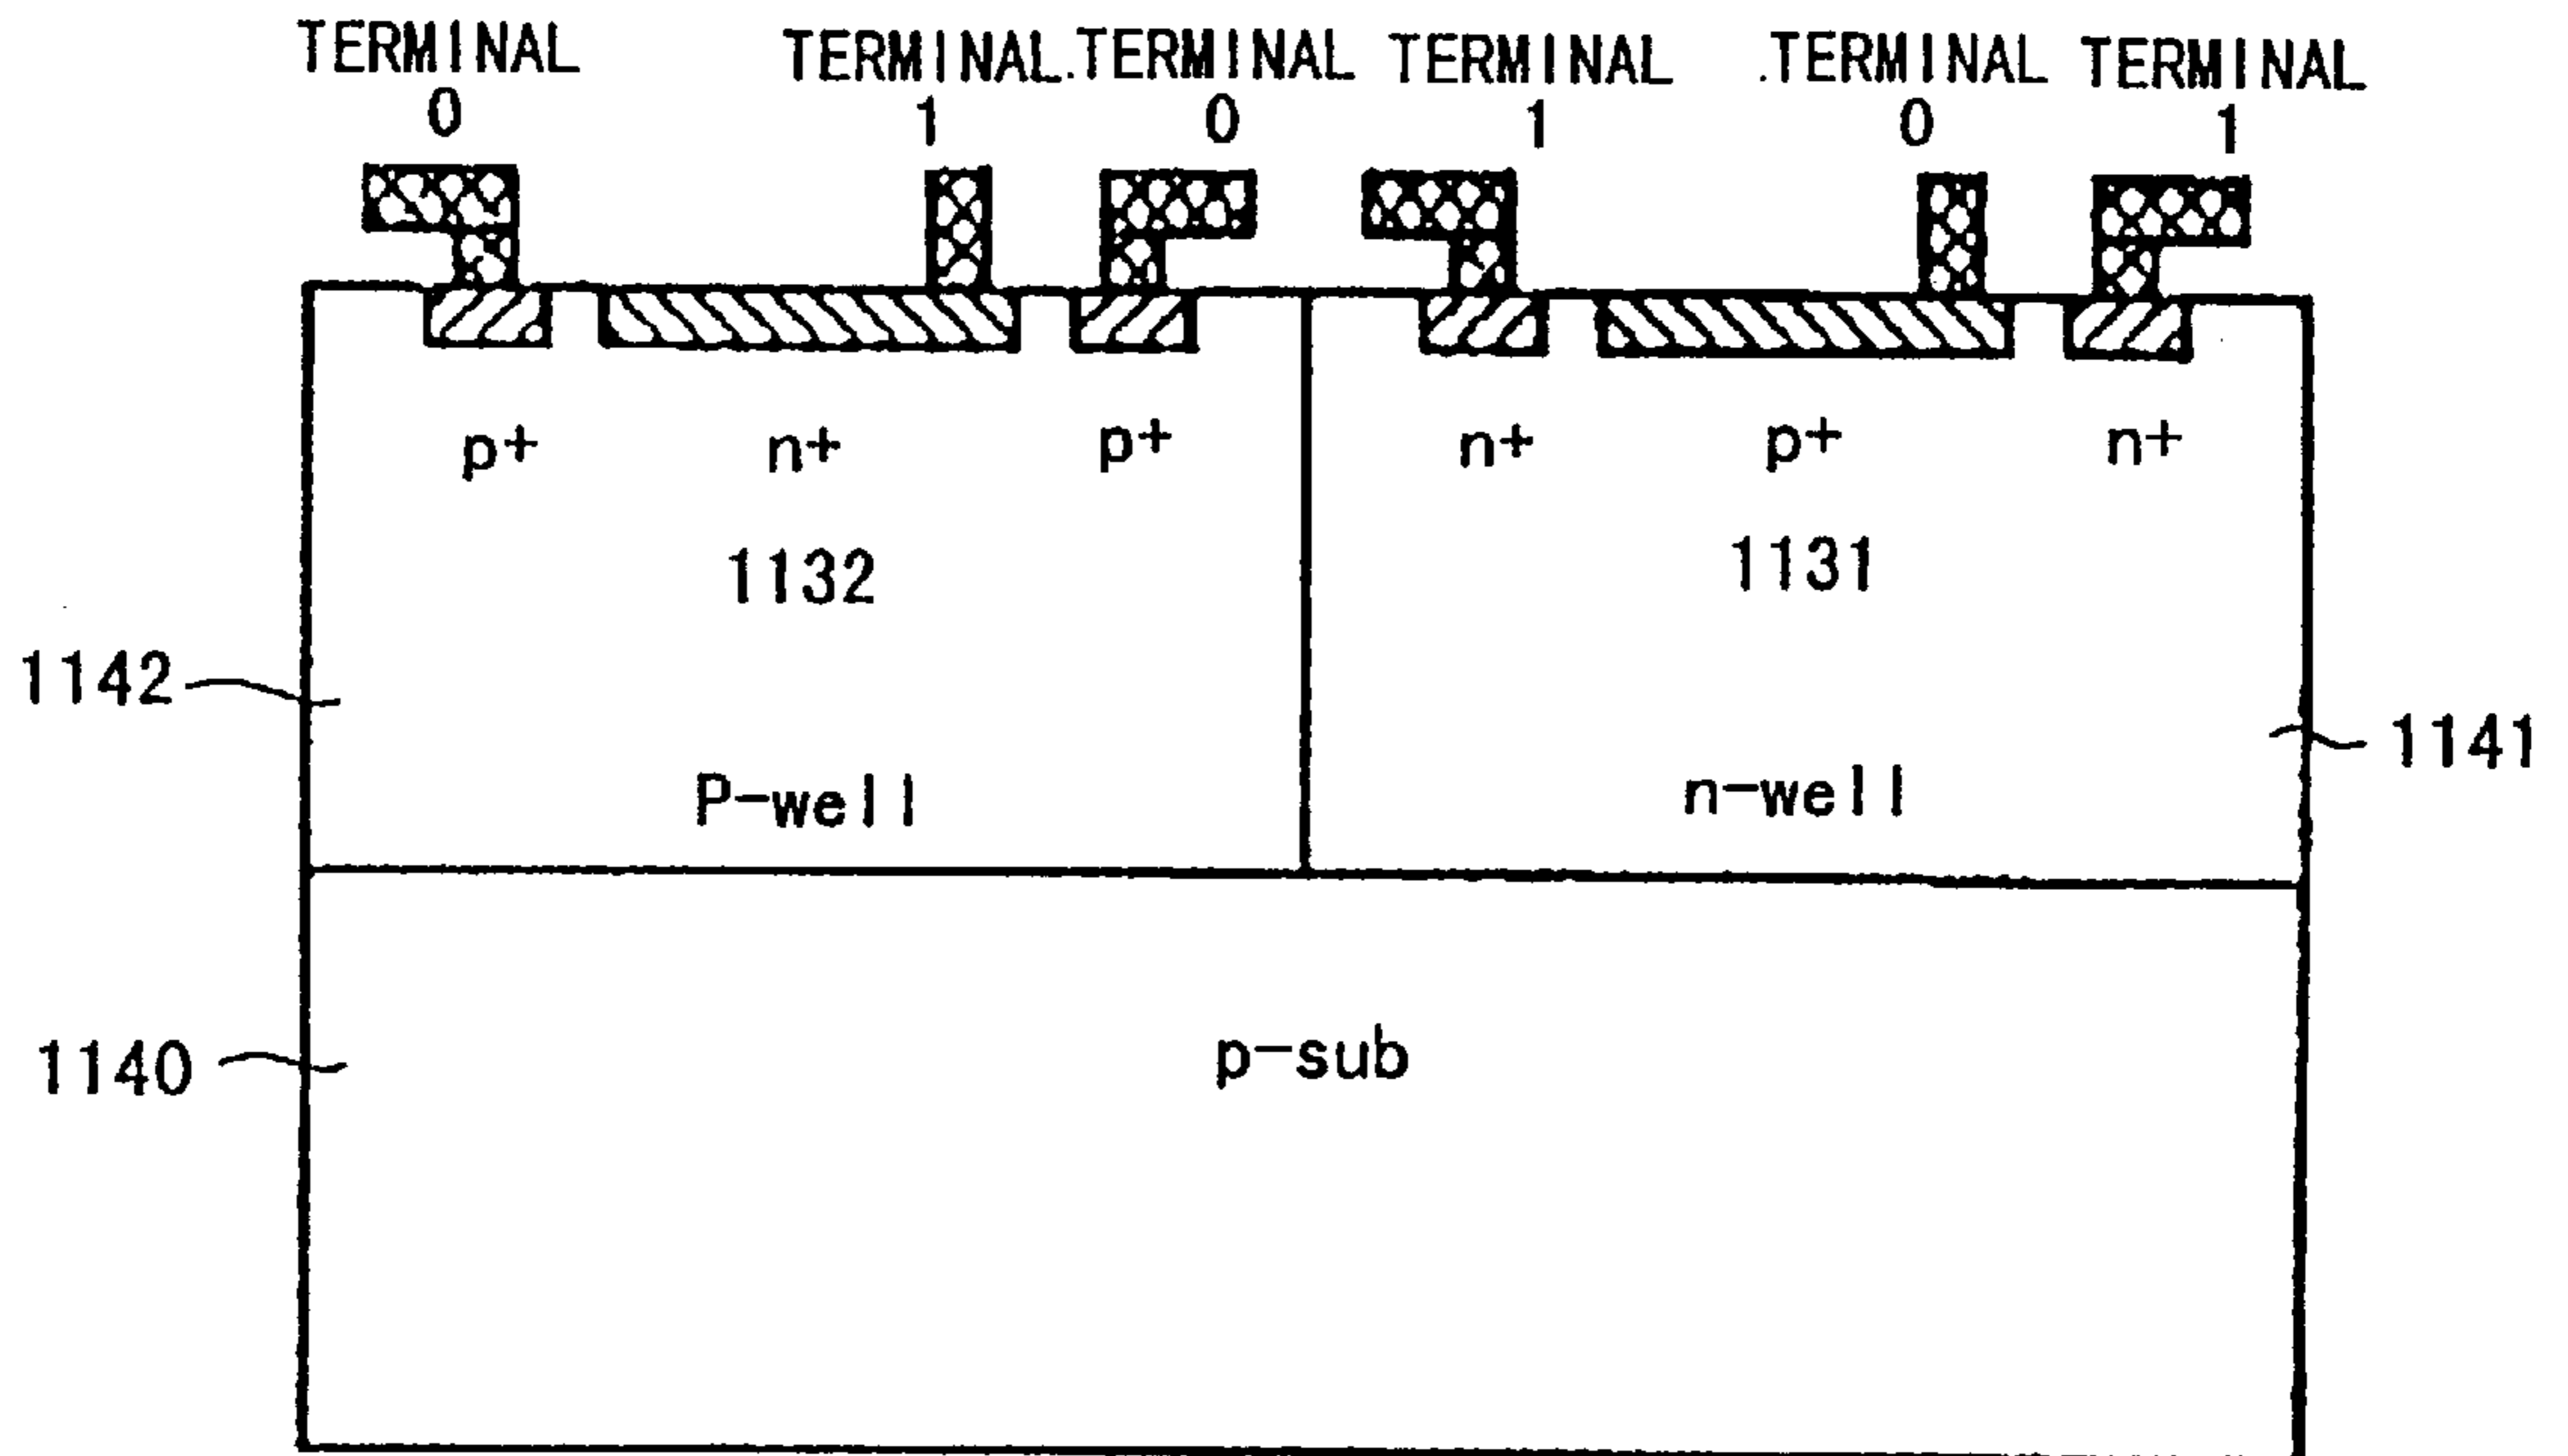 TERMINAL TERMINAL TERMINAL TERMINAL TERMINAL TERMINAL
0 1 0 1 0 1
p+ n+ p+ n+ p+ n+
1132 1131
1142
1141
P-well n-well
1140
p-sub